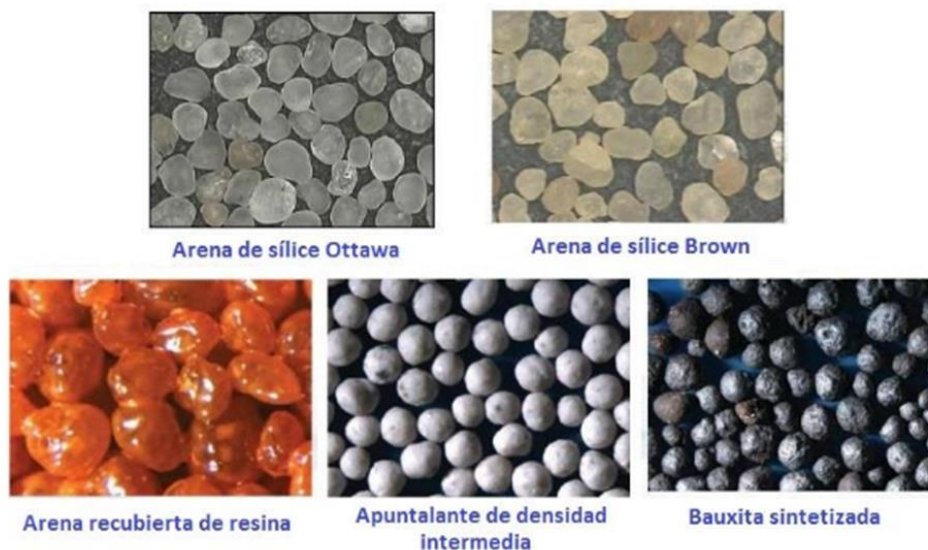 Arena de sílice Ottawa
Arena de sílice Brown
Arena recubierta de resina
Apuntalante de densidad
intermedia
Bauxita sintetizada